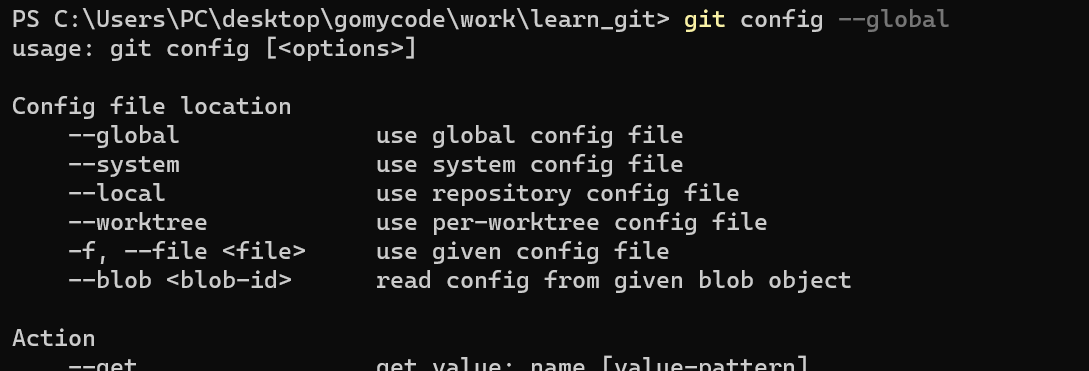 PS C:\Users\PC\desktop\gomycode\work\learn_git> git config --global
usage: git config [<options>]
Config file location
--global use global config file
--system use system config file
--local use repository config file
--worktree use per-worktree config file
-f, --file <file> use given config file
--blob <blob-id> read config from given blob object
Action
--get get value: name [value-pattern]